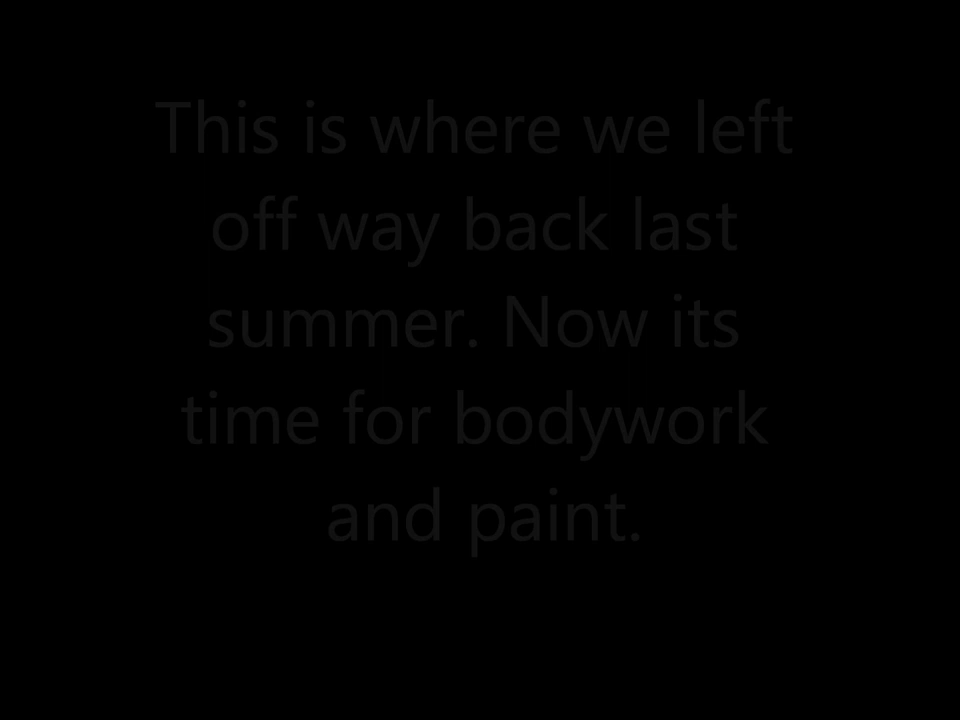 This is where we left
off way back last
summer. Now its
time for bodywork
and paint.